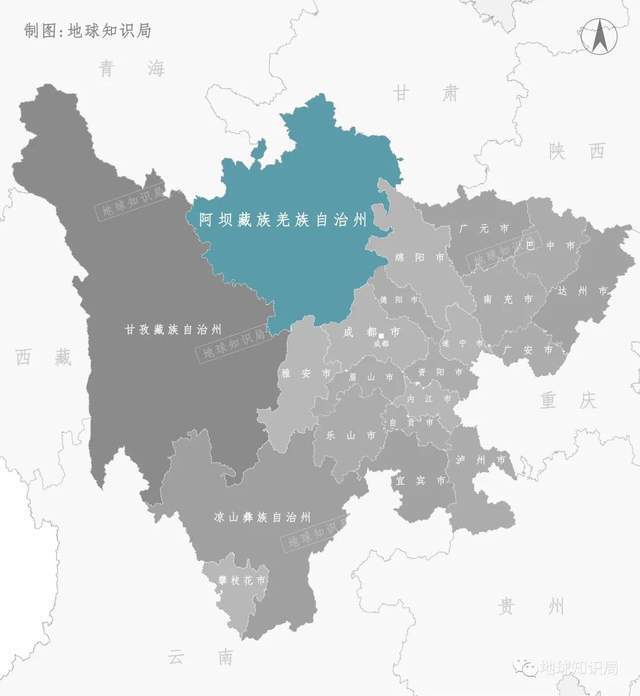 制图:地球知识局
青海
甘肃
陕西
地球知识局
阿坝藏族羌族自治州
广元市
地球知识局
巴中市
绵阳市
达州市
德阳市
南充市
甘孜藏族自治州
地球知识局
成都市
成都
遂宁市
广安市
西藏
雅安市
眉山市
资阳市
内江市
重庆
自贡市
乐山市
泸州市
宜宾市
凉山彝族自治州
地球知识局
攀枝花市
贵州
云南
地球知识局